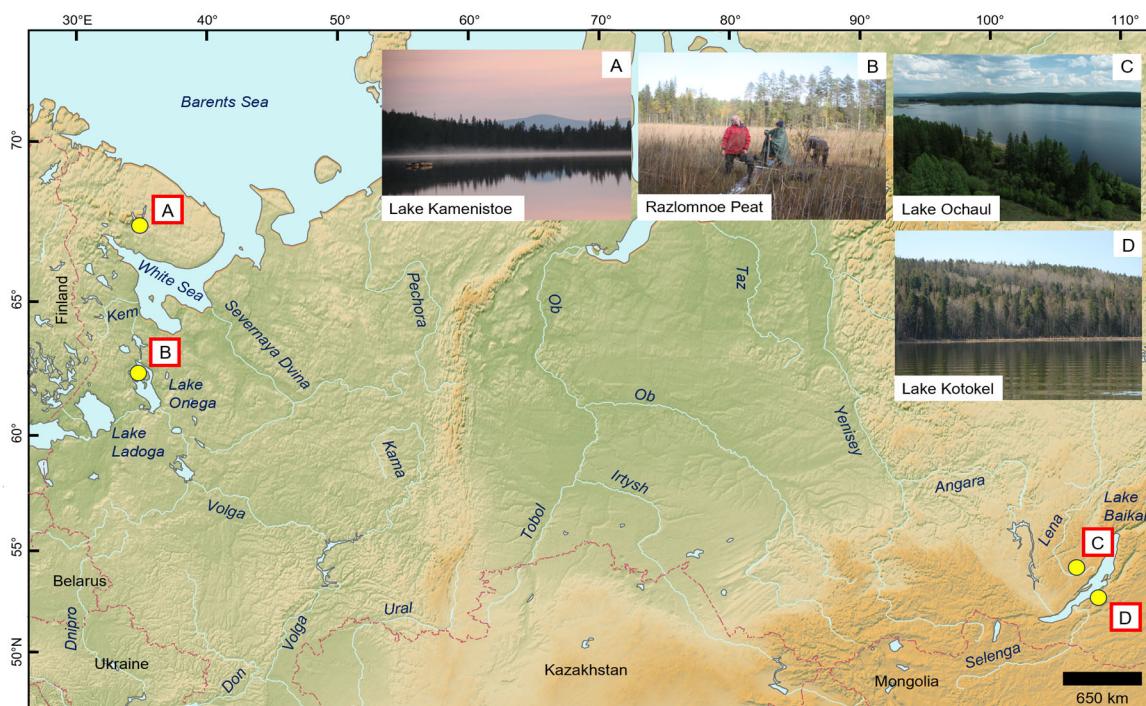 30°E
40°
50°
60°
70°
80°
90°
100°
110°
70°
65°
60°
55°
50°
Barents Sea
A
Lake Kamenistoe
B
Razlomnoe Peat
C
Lake Ochaul
D
Lake Kotokel
A
White Sea
Finland
Kem
Severnaya Dvina
Pechora
Ob
Taz
B
Lake
Onega
Lake
Ladoga
Kama
Ob
Yenisey
Volga
Irtysh
Tobol
Angara
Lena
Lake
Baikal
C
D
Belarus
Dnipro
Ukraine
Don
Volga
Ural
Kazakhstan
Mongolia
Selenga
650 km